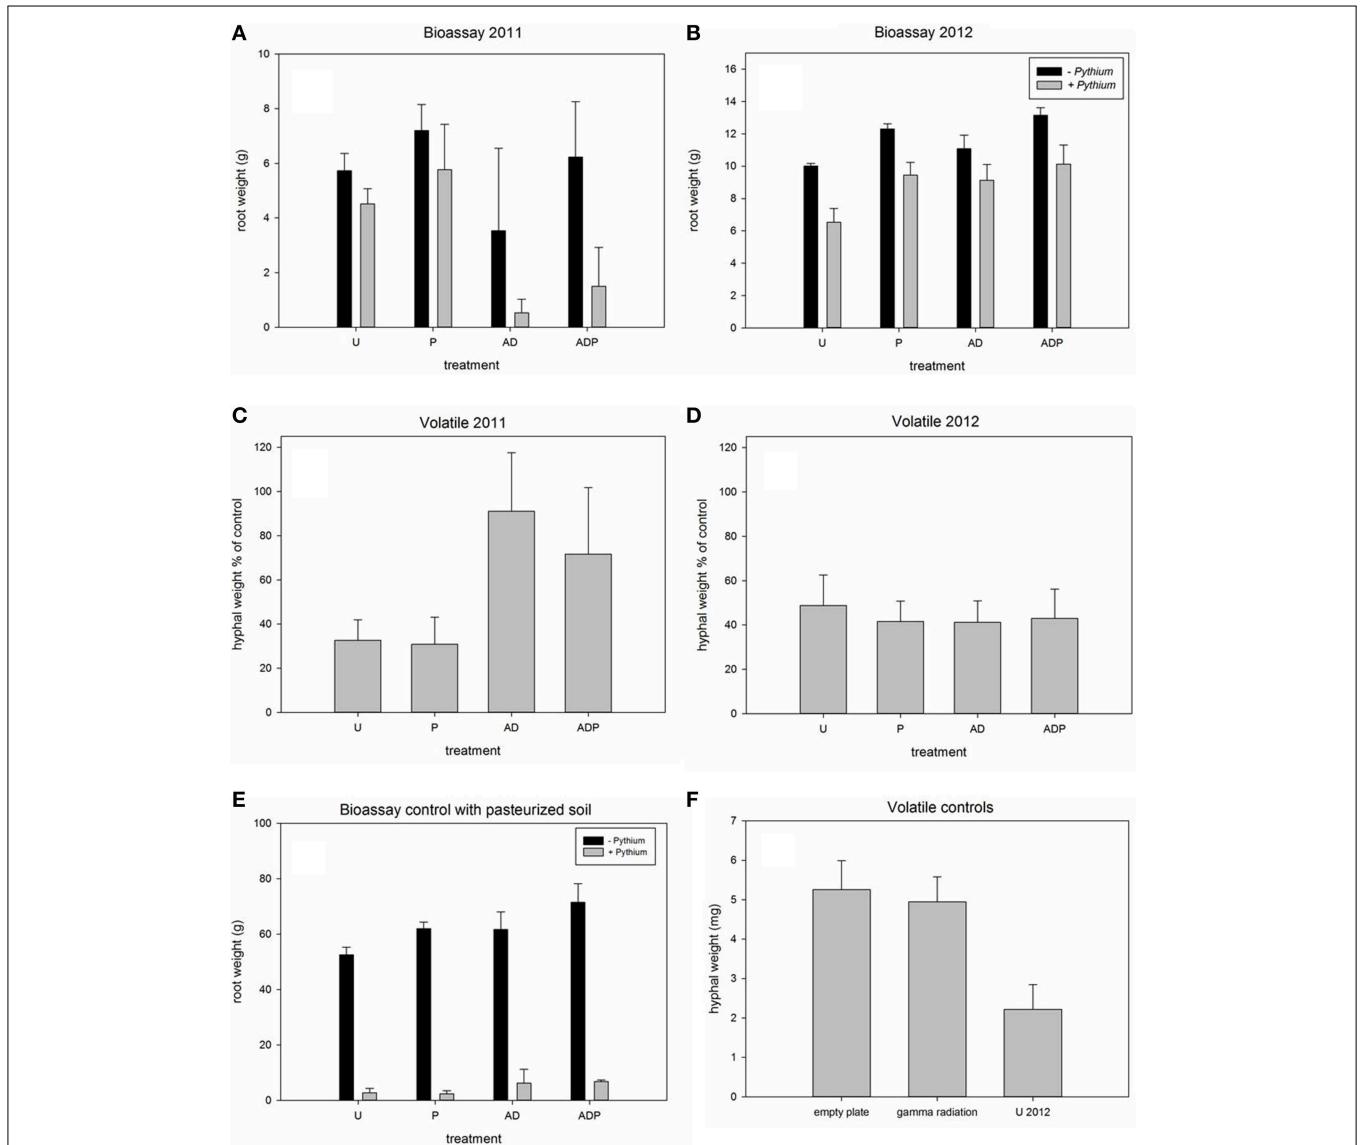 A
Bioassay 2011
10
8
6
4
2
0
root weight (g)
U P AD ADP
treatment
B
Bioassay 2012
- Pythium
+ Pythium
16
14
12
10
8
6
4
2
0
root weight (g)
U P AD ADP
treatment
C
Volatile 2011
120
100
80
60
40
20
0
hyphal weight % of control
U P AD ADP
treatment
D
Volatile 2012
120
100
80
60
40
20
0
hyphal weight % of control
U P AD ADP
treatment
E
Bioassay control with pasteurized soil
- Pythium
+ Pythium
100
80
60
40
20
0
root weight (g)
U P AD ADP
treatment
F
Volatile controls
7
6
5
4
3
2
1
0
hyphal weight (mg)
empty plate gamma radiation U 2012